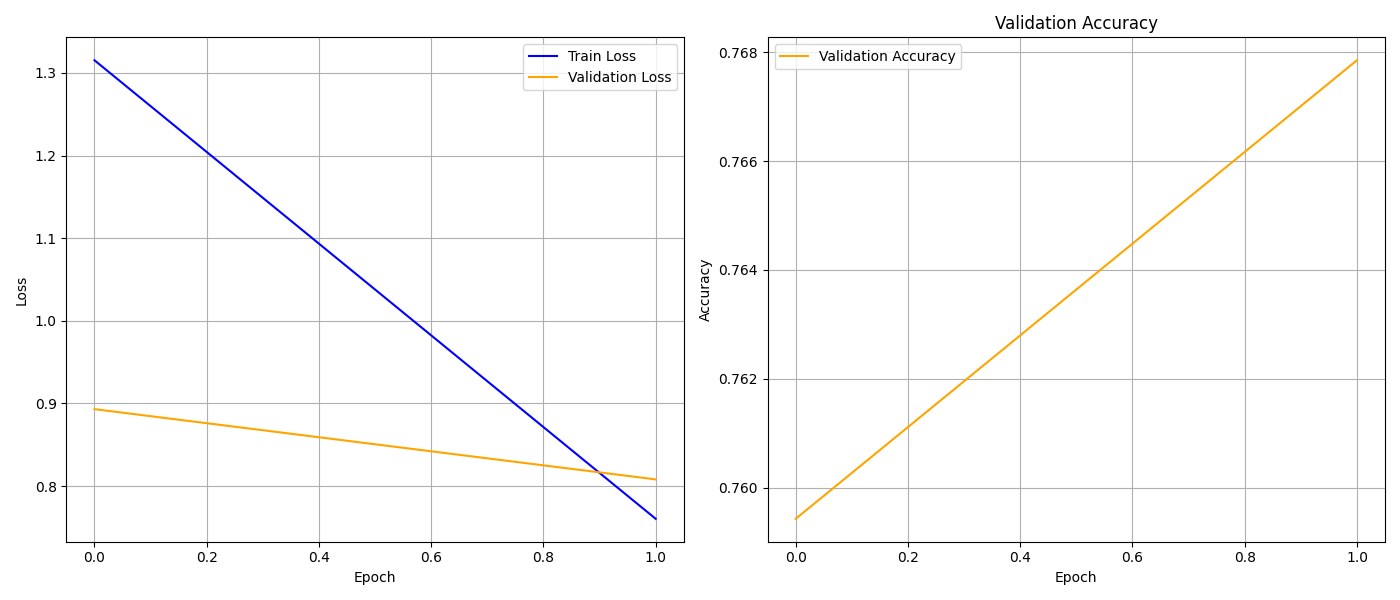 Train Loss
Validation Loss
Loss
1.3
1.2
1.1
1.0
0.9
0.8
0.0 0.2 0.4 0.6 0.8 1.0
Epoch
Validation Accuracy
Validation Accuracy
Accuracy
0.768
0.766
0.764
0.762
0.760
0.0 0.2 0.4 0.6 0.8 1.0
Epoch